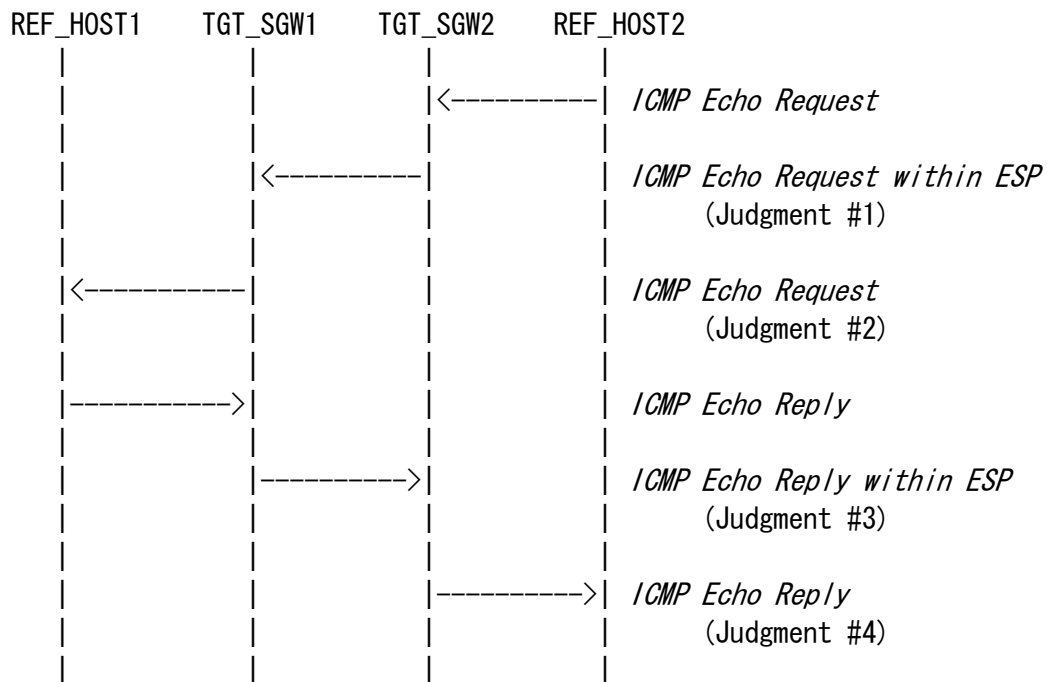 REF_HOST1 TGT_SGW1 TGT_SGW2 REF_HOST2
| | | |
| | |<-----------| ICMP Echo Request
| | | |
| |<-----------| | ICMP Echo Request within ESP
| | | | (Judgment #1)
| | | |
|<------------| | | ICMP Echo Request
| | | | (Judgment #2)
| | | |
|------------>| | | ICMP Echo Reply
| | | |
| |----------->| | ICMP Echo Reply within ESP
| | | | (Judgment #3)
| | | |
| | |----------->| ICMP Echo Reply
| | | | (Judgment #4)
| | | |